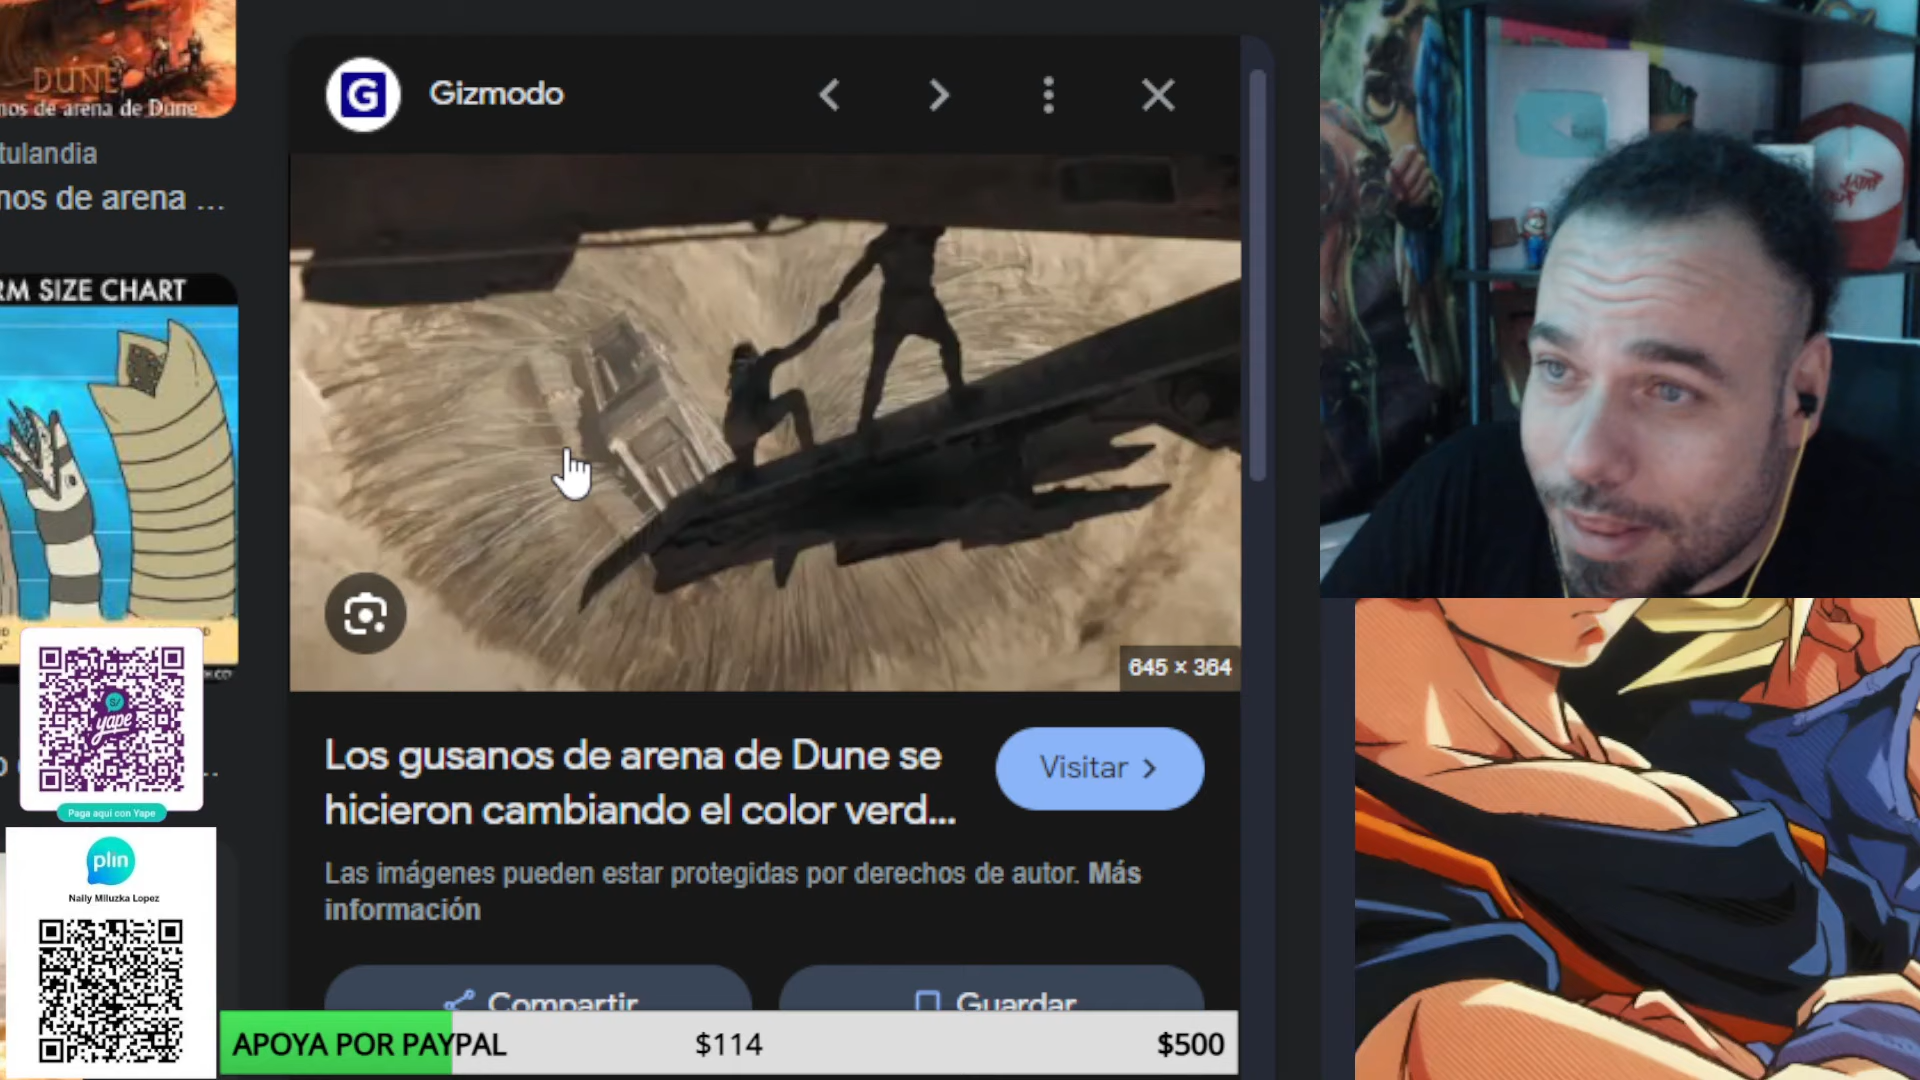 DUNE
nos de arena de Dune
tulandia
nos de arena ...
RM SIZE CHART
yape
Paga aquí con Yape
plin
Nally Miluzka Lopez
G
Gizmodo
645 × 364
Los gusanos de arena de Dune se
hicieron cambiando el color verd...
Visitar
Las imágenes pueden estar protegidas por derechos de autor. Más
información
Compartir
Guardar
APOYA POR PAYPAL
$114
$500